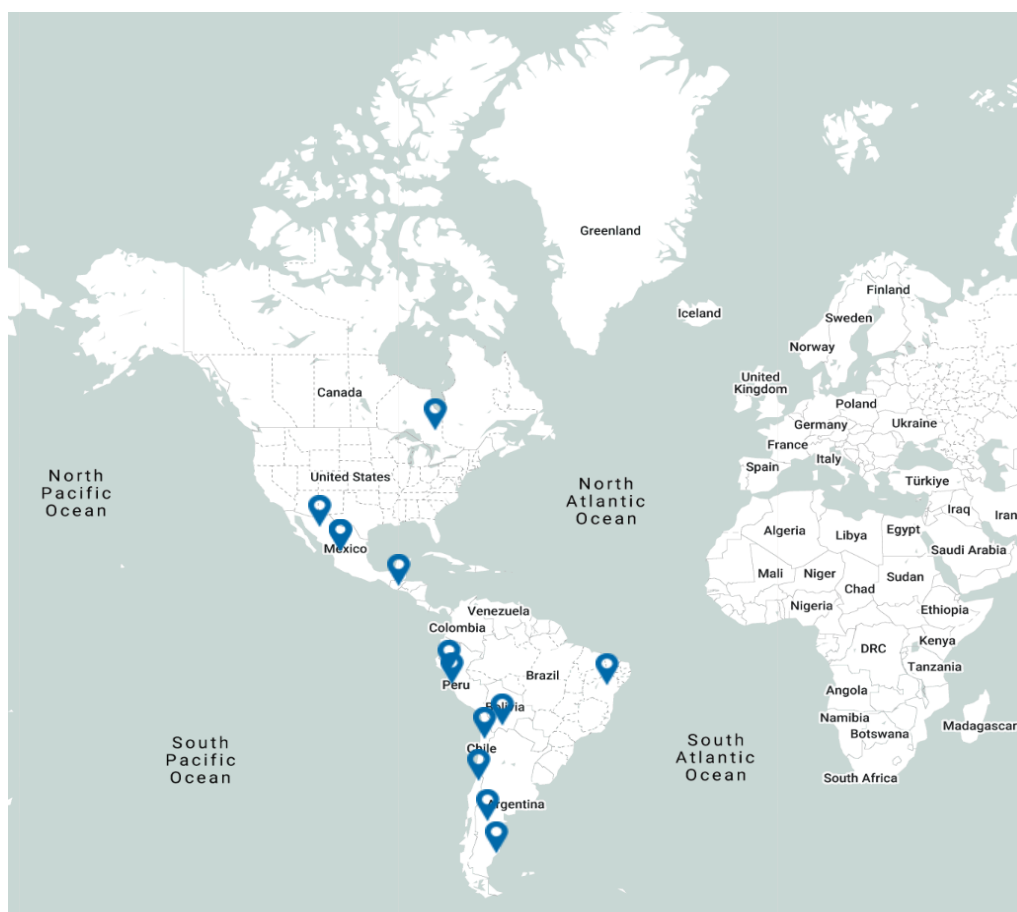 Greenland
Finland
Iceland
Sweden
Norway
United
Kingdom
Canada
Poland
Germany
Ukraine
France
Italy
Spain
United States
Türkiye
North
Pacific
Ocean
North
Atlantic
Ocean
Iraq
Iran
Algeria
Libya
Egypt
Mexico
Saudi Arabia
Mali
Niger
Sudan
Chad
Nigeria
Ethiopia
Venezuela
Colombia
Kenya
DRC
Tanzania
Brazil
Peru
Angola
Bolivia
Namibia
Madagascar
Botswana
South
Pacific
Ocean
Chile
South
Atlantic
Ocean
South Africa
Argentina